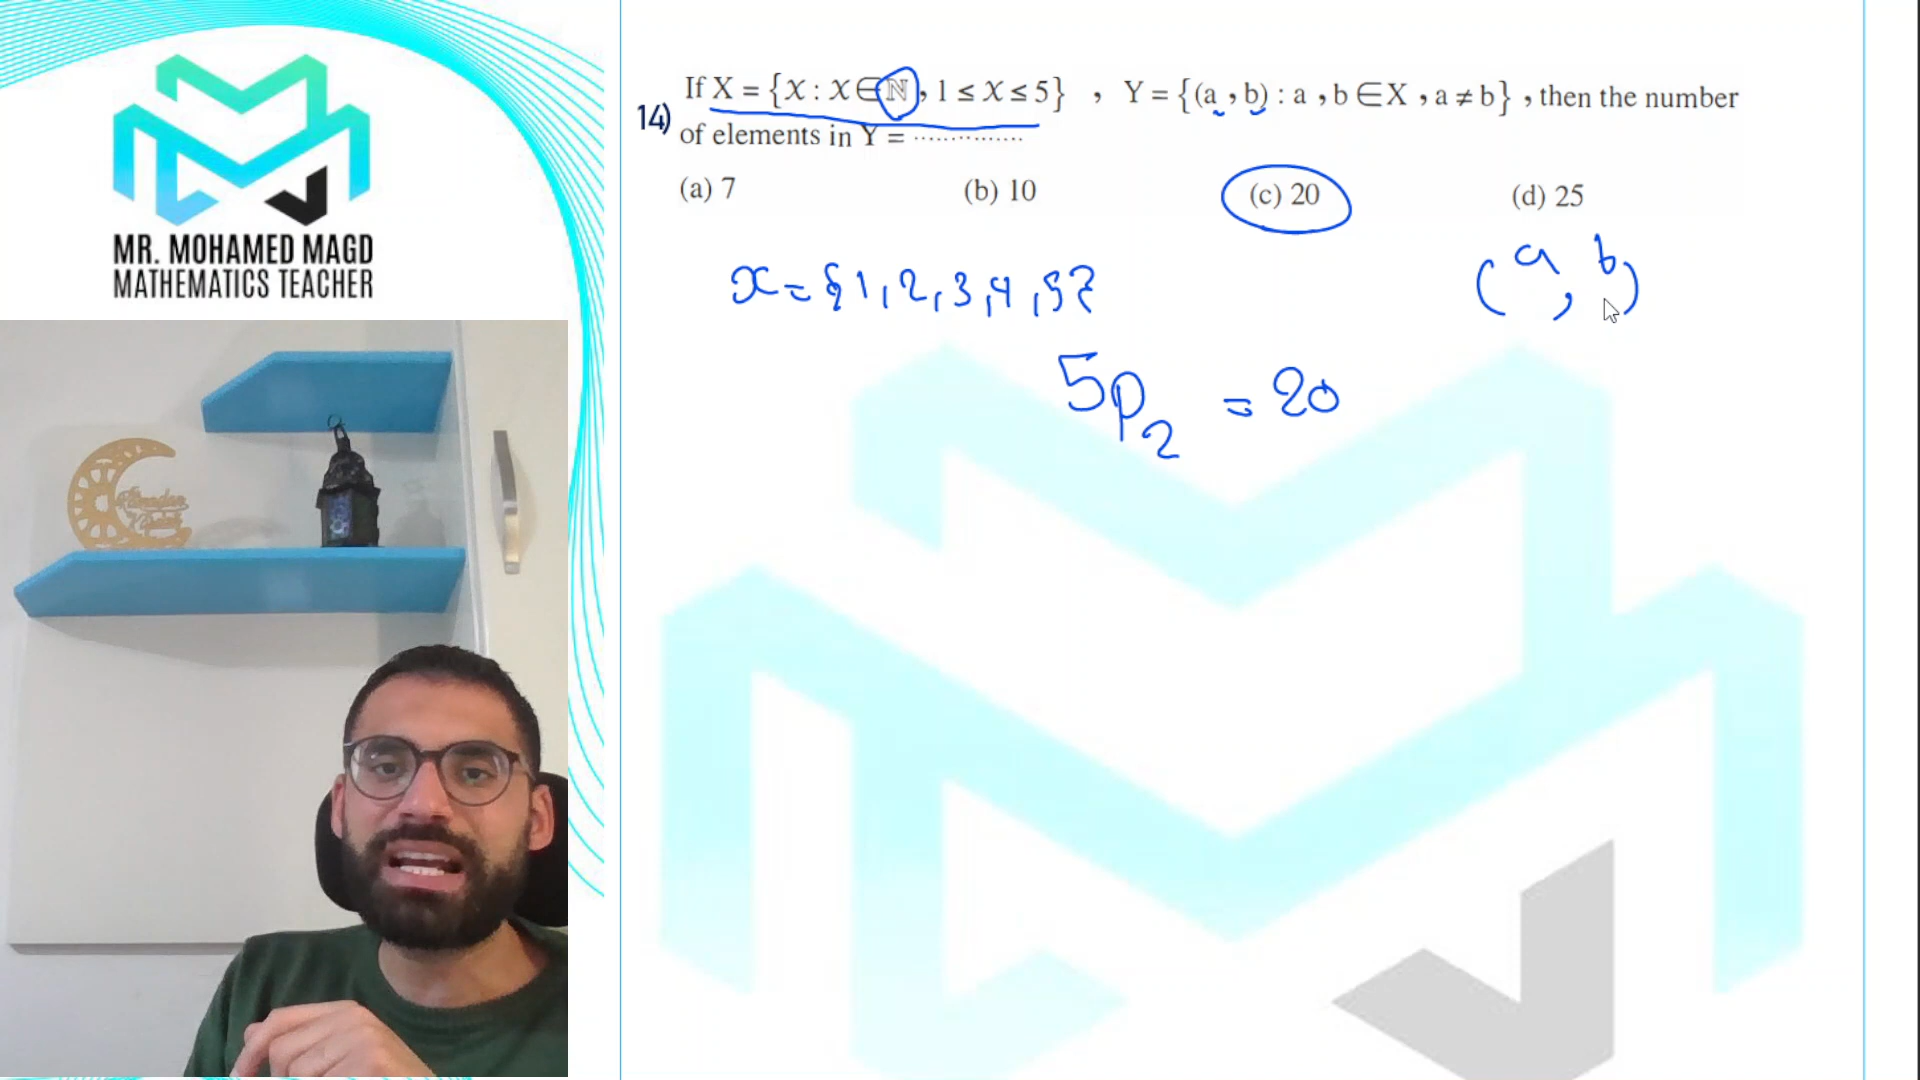 MR. MOHAMED MAGD
MATHEMATICS TEACHER
14)
If X = {x : x ∈ ℕ , 1 ≤ x ≤ 5} , Y = {(a , b) : a , b ∈ X , a ≠ b} , then the number
of elements in Y = ...............
(a) 7 (b) 10 (c) 20 (d) 25
x = {1, 2, 3, 4, 5}
(a, b)
5P2 = 20